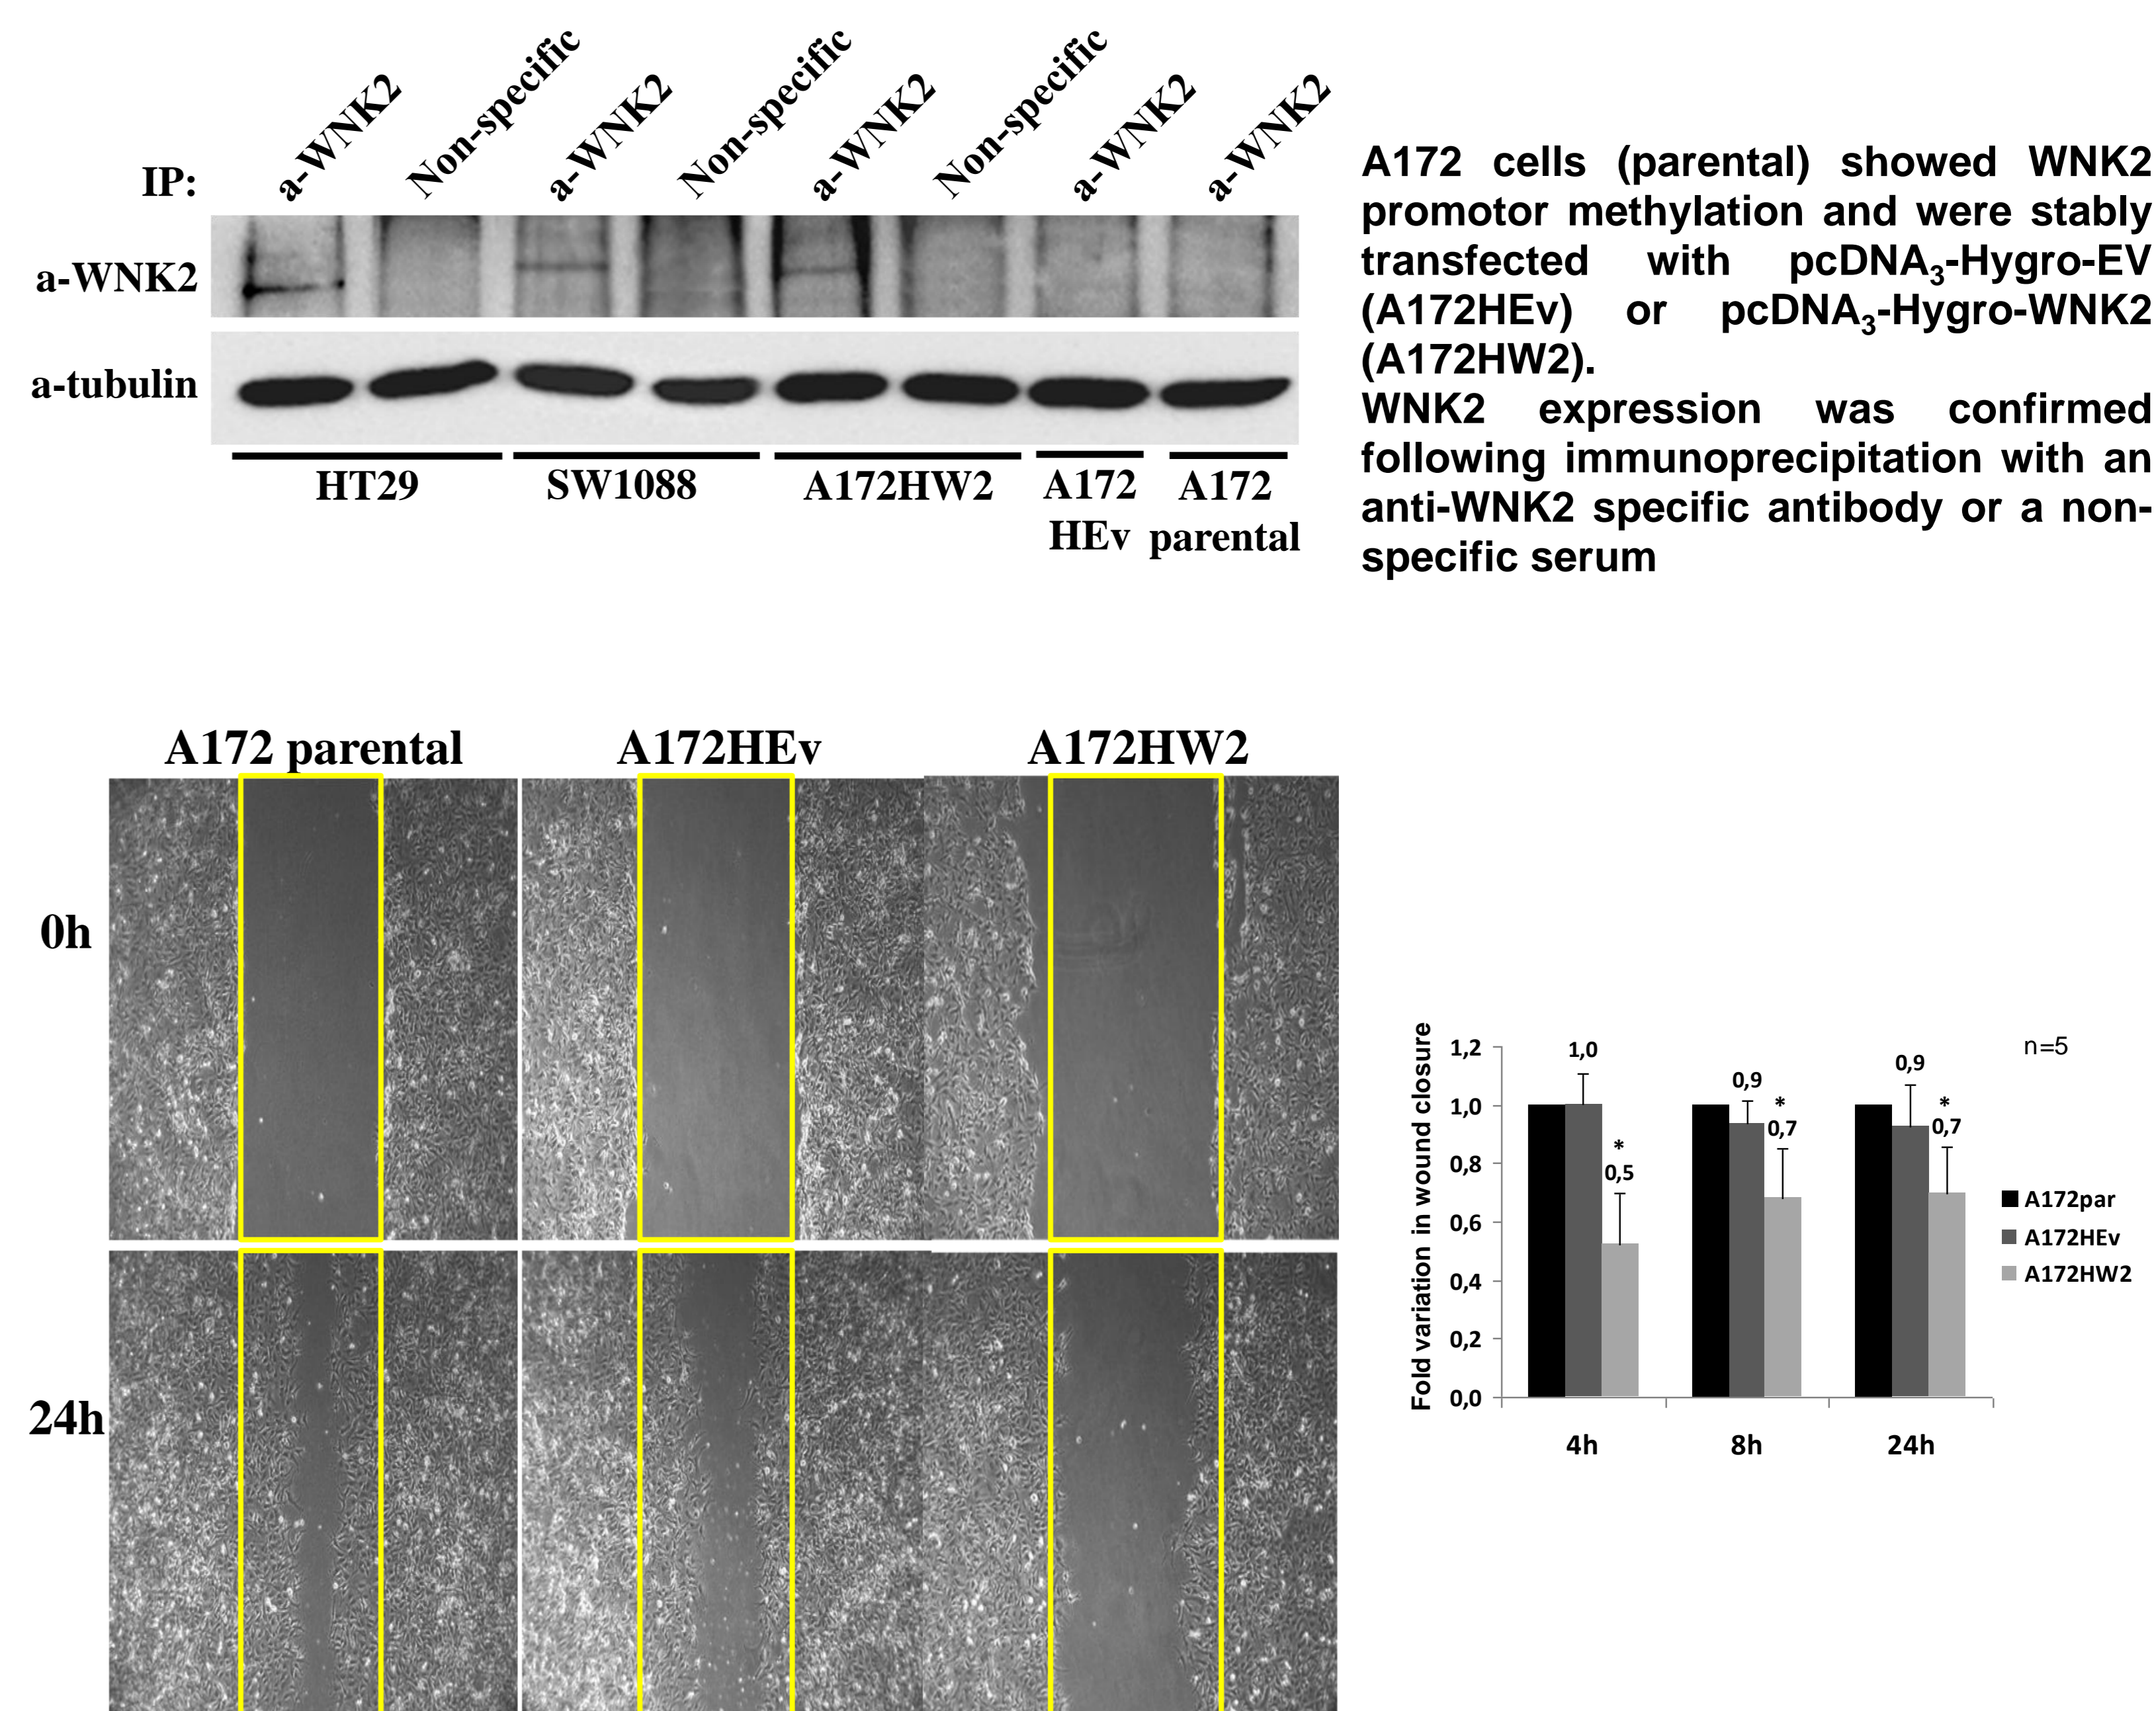 IP:
a-WNK2
Non-specific
a-WNK2
Non-specific
a-WNK2
Non-specific
a-WNK2
a-WNK2
a-WNK2
a-tubulin
HT29
SW1088
A172HW2
A172
HEv
A172
parental
A172 cells (parental) showed WNK2
promotor methylation and were stably
transfected with pcDNA₃-Hygro-EV
(A172HEv) or pcDNA₃-Hygro-WNK2
(A172HW2).
WNK2 expression was confirmed
following immunoprecipitation with an
anti-WNK2 specific antibody or a non-
specific serum
A172 parental
A172HEv
A172HW2
0h
24h
Fold variation in wound closure
1,2
1,0
0,8
0,6
0,4
0,2
0,0
1,0
*
0,5
0,9
*
0,7
0,9
*
0,7
4h
8h
24h
n=5
A172par
A172HEv
A172HW2